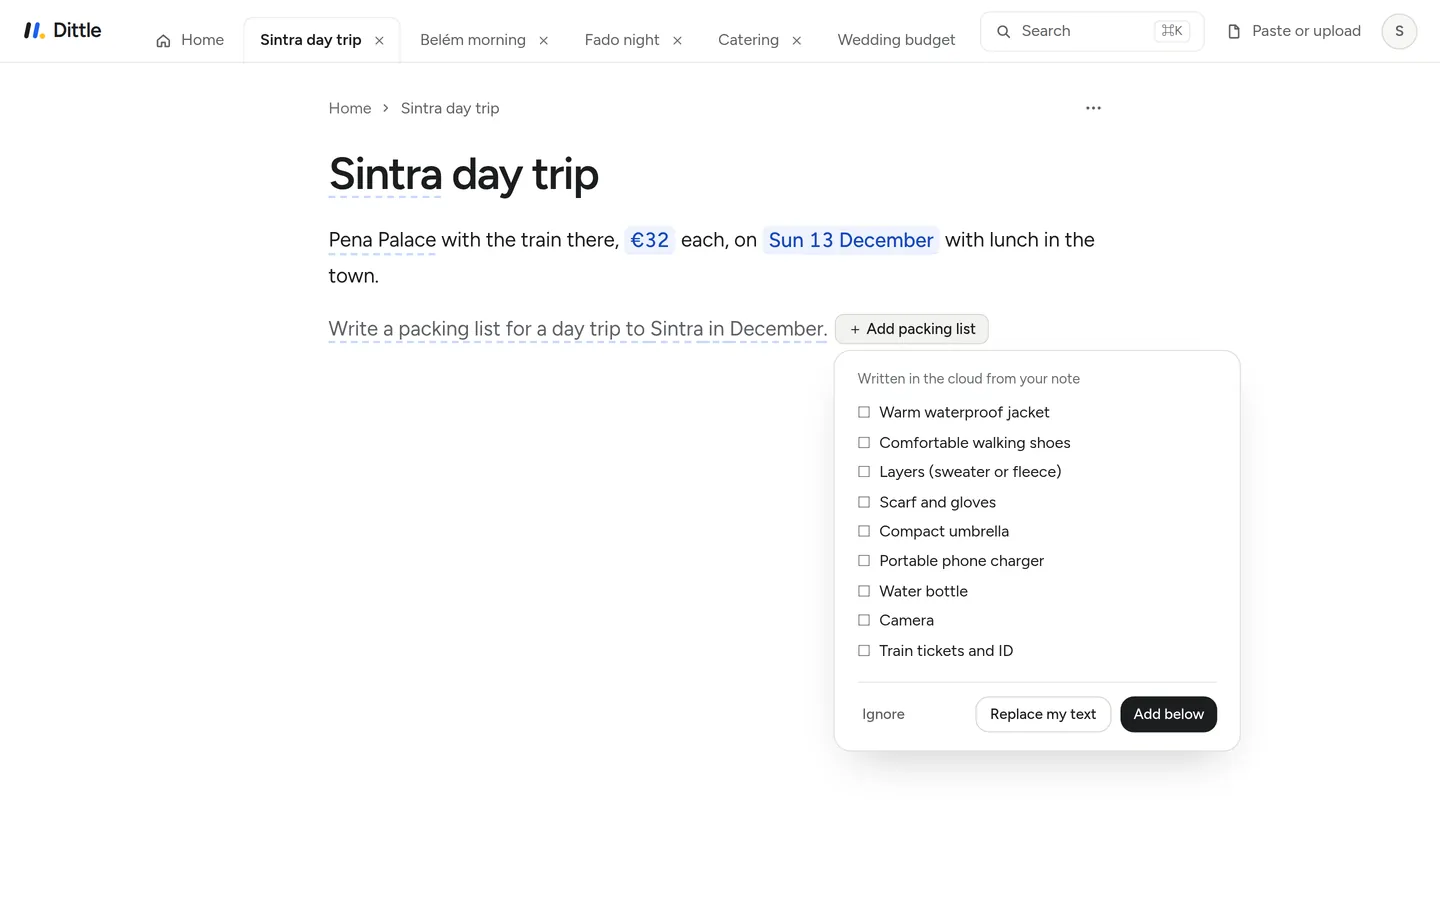 Dittle
Home
Sintra day trip ×
Belém morning ×
Fado night ×
Catering ×
Wedding budget
Search ⌘K
Paste or upload
S
Home > Sintra day trip
Sintra day trip
Pena Palace with the train there, €32 each, on Sun 13 December with lunch in the
town.
Write a packing list for a day trip to Sintra in December. + Add packing list
Written in the cloud from your note
Warm waterproof jacket
Comfortable walking shoes
Layers (sweater or fleece)
Scarf and gloves
Compact umbrella
Portable phone charger
Water bottle
Camera
Train tickets and ID
Ignore
Replace my text
Add below